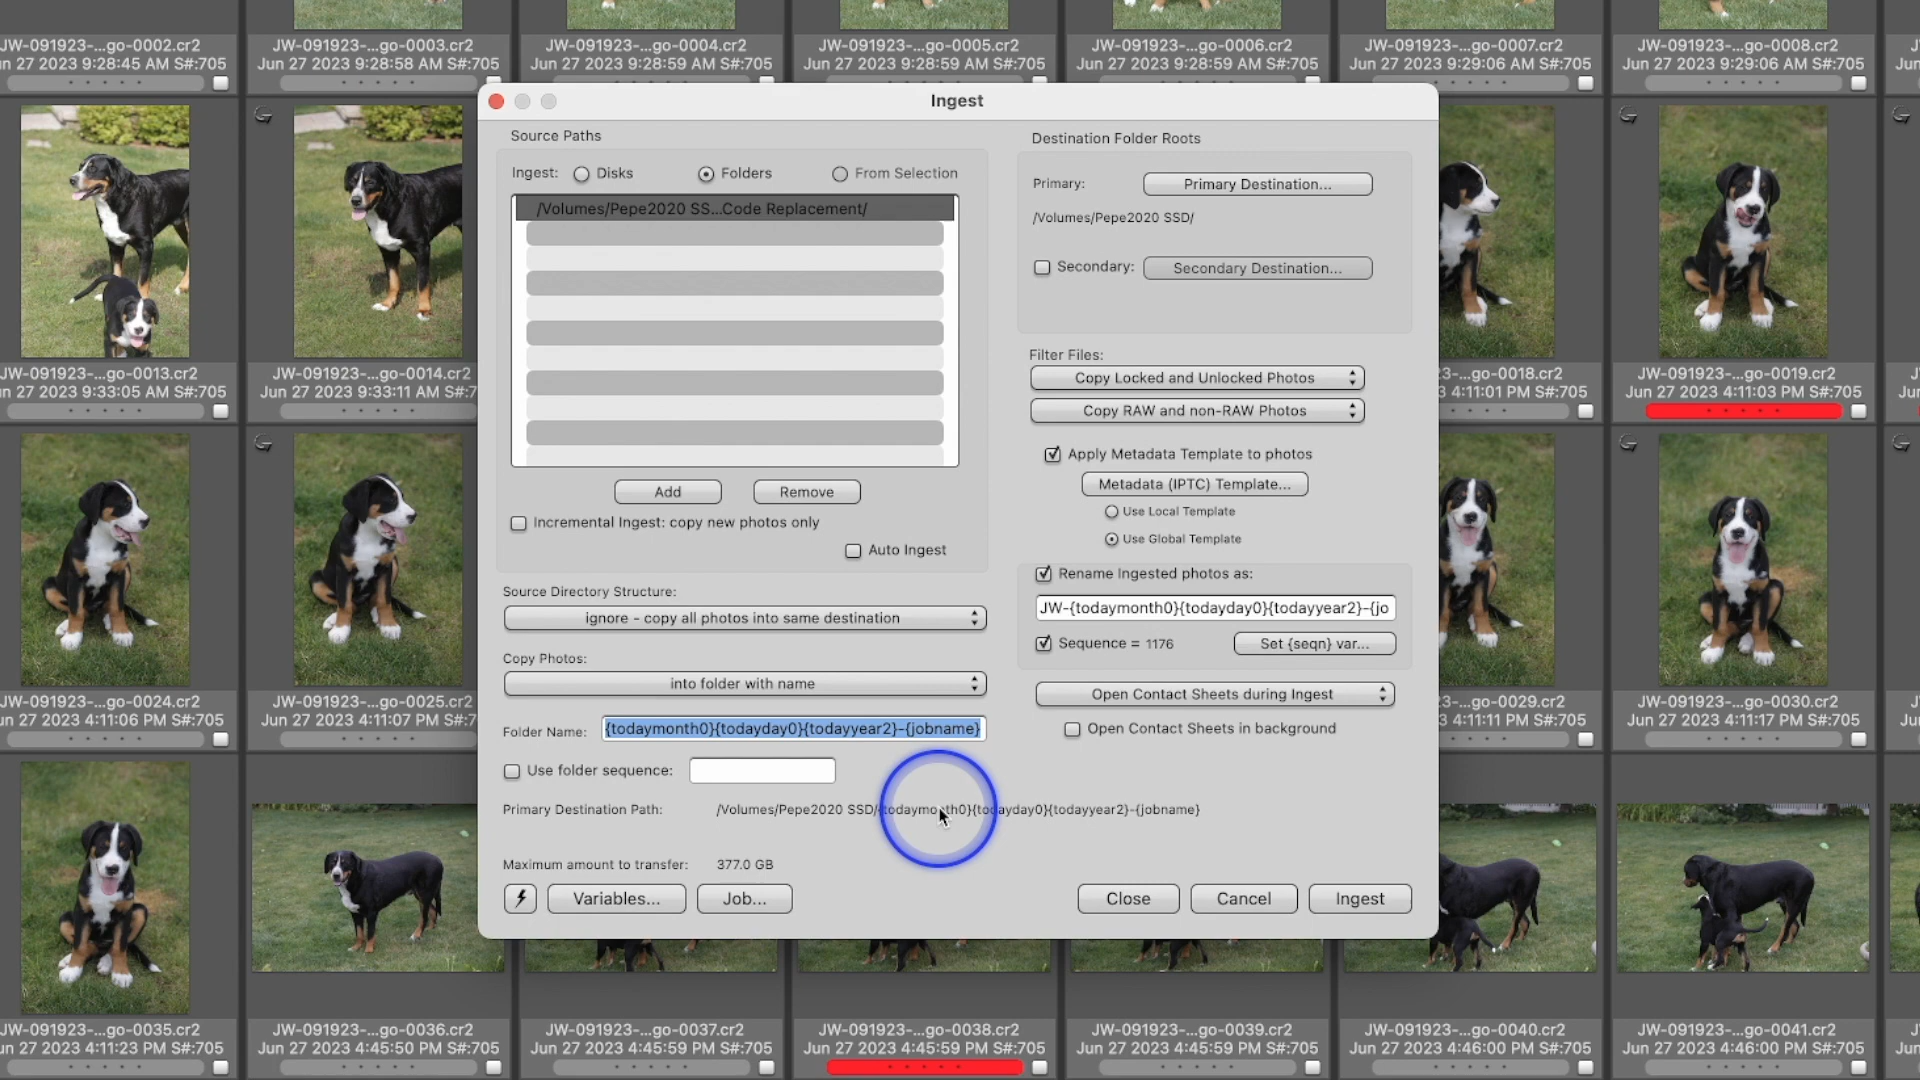 JW-091923-...go-0002.cr2
un 27 2023 9:28:45 AM S#:705
JW-091923-...go-0003.cr2
Jun 27 2023 9:28:58 AM S#:705
JW-091923-...go-0004.cr2
Jun 27 2023 9:28:59 AM S#:705
JW-091923-...go-0005.cr2
Jun 27 2023 9:28:59 AM S#:705
JW-091923-...go-0006.cr2
Jun 27 2023 9:28:59 AM S#:705
JW-091923-...go-0007.cr2
Jun 27 2023 9:29:06 AM S#:705
JW-091923-...go-0008.cr2
Jun 27 2023 9:29:06 AM S#:705
Jun
Ingest
Source Paths
Ingest:
Disks
Folders
From Selection
/Volumes/Pepe2020 SS...Code Replacement/
Add
Remove
Incremental Ingest: copy new photos only
Auto Ingest
Source Directory Structure:
ignore - copy all photos into same destination
Copy Photos:
into folder with name
Folder Name:
{todaymonth0}{todayday0}{todayyear2}-{jobname}
Use folder sequence:
Primary Destination Path:
/Volumes/Pepe2020 SSD/{todaymonth0}{todayday0}{todayyear2}-{jobname}
Maximum amount to transfer:
377.0 GB
Variables...
Job...
Destination Folder Roots
Primary:
Primary Destination...
/Volumes/Pepe2020 SSD/
Secondary:
Secondary Destination...
Filter Files:
Copy Locked and Unlocked Photos
Copy RAW and non-RAW Photos
Apply Metadata Template to photos
Metadata (IPTC) Template...
Use Local Template
Use Global Template
Rename Ingested photos as:
JW-{todaymonth0}{todayday0}{todayyear2}-{jo
Sequence = 1176
Set {seqn} var...
Open Contact Sheets during Ingest
Open Contact Sheets in background
Close
Cancel
Ingest
JW-091923-...go-0013.cr2
un 27 2023 9:33:05 AM S#:705
JW-091923-...go-0014.cr2
Jun 27 2023 9:33:11 AM S#:7
3-...go-0018.cr2
3 4:11:01 PM S#:705
JW-091923-...go-0019.cr2
Jun 27 2023 4:11:03 PM S#:705
Jun
JW-091923-...go-0024.cr2
un 27 2023 4:11:06 PM S#:705
JW-091923-...go-0025.cr2
Jun 27 2023 4:11:07 PM S#:7
3-...go-0029.cr2
3 4:11:11 PM S#:705
JW-091923-...go-0030.cr2
Jun 27 2023 4:11:17 PM S#:705
Jun
JW-091923-...go-0035.cr2
un 27 2023 4:11:23 PM S#:705
JW-091923-...go-0036.cr2
Jun 27 2023 4:45:50 PM S#:705
JW-091923-...go-0037.cr2
Jun 27 2023 4:45:59 PM S#:705
JW-091923-...go-0038.cr2
Jun 27 2023 4:45:59 PM S#:705
JW-091923-...go-0039.cr2
Jun 27 2023 4:45:59 PM S#:705
JW-091923-...go-0040.cr2
Jun 27 2023 4:46:00 PM S#:705
JW-091923-...go-0041.cr2
Jun 27 2023 4:46:00 PM S#:705
Jun